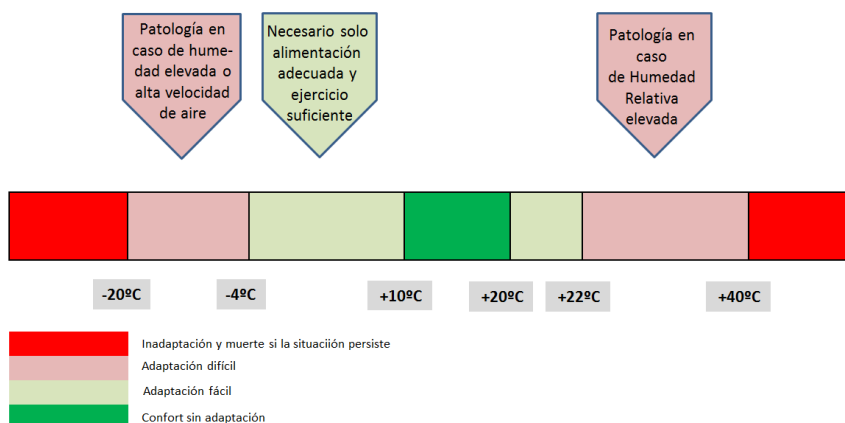 Patología en
caso de hume-
dad elevada o
alta velocidad
de aire
Necesario solo
alimentación
adecuada y
ejercicio
suficiente
Patología en
caso
de Humedad
Relativa
elevada
-20ºC
-4ºC
+10ºC
+20ºC
+22ºC
+40ºC
Inadaptación y muerte si la situaciión persiste
Adaptación difícil
Adaptación fácil
Confort sin adaptación